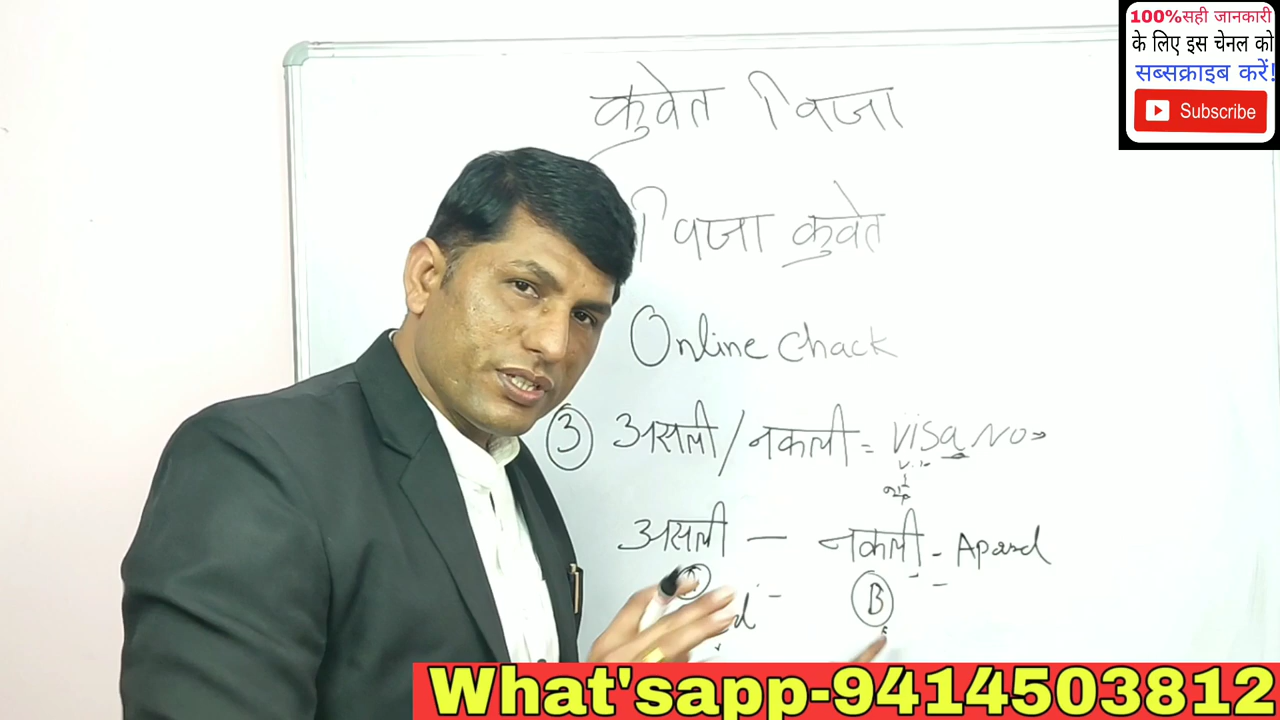 100%सही जानकारी
के लिए इस चेनल को
सब्सक्राइब करें!
Subscribe
कुवेत विजा
विजा कुवेत
Online Chack
3 असली/नकली = Visa No
असली — नकली - Apard
B
What'sapp-9414503812